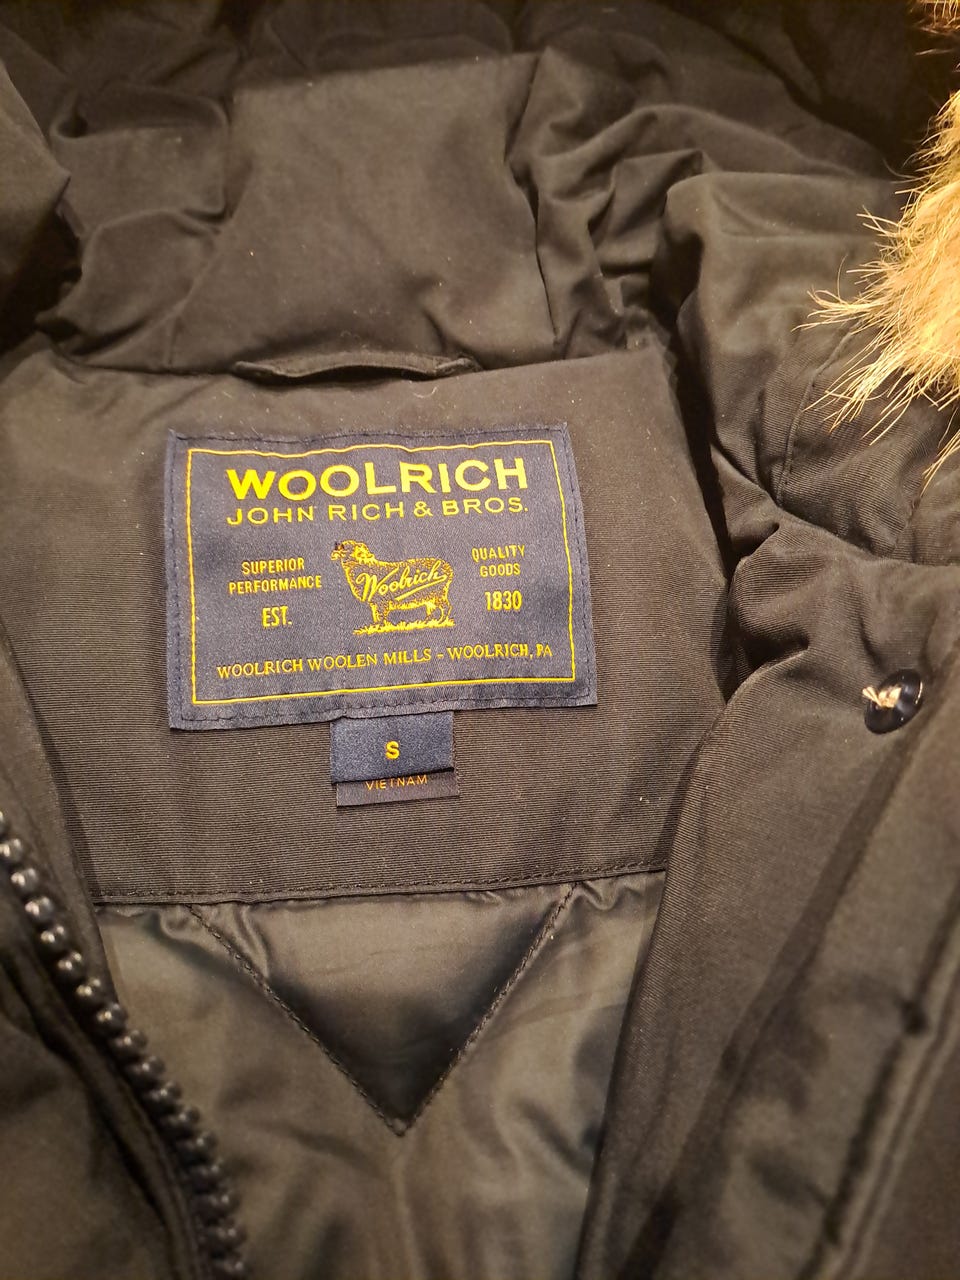 WOOLRICH
JOHN RICH & BROS.
SUPERIOR
PERFORMANCE
EST.
Woolrich
QUALITY
GOODS
1830
WOOLRICH WOOLEN MILLS - WOOLRICH, PA
S
VIETNAM